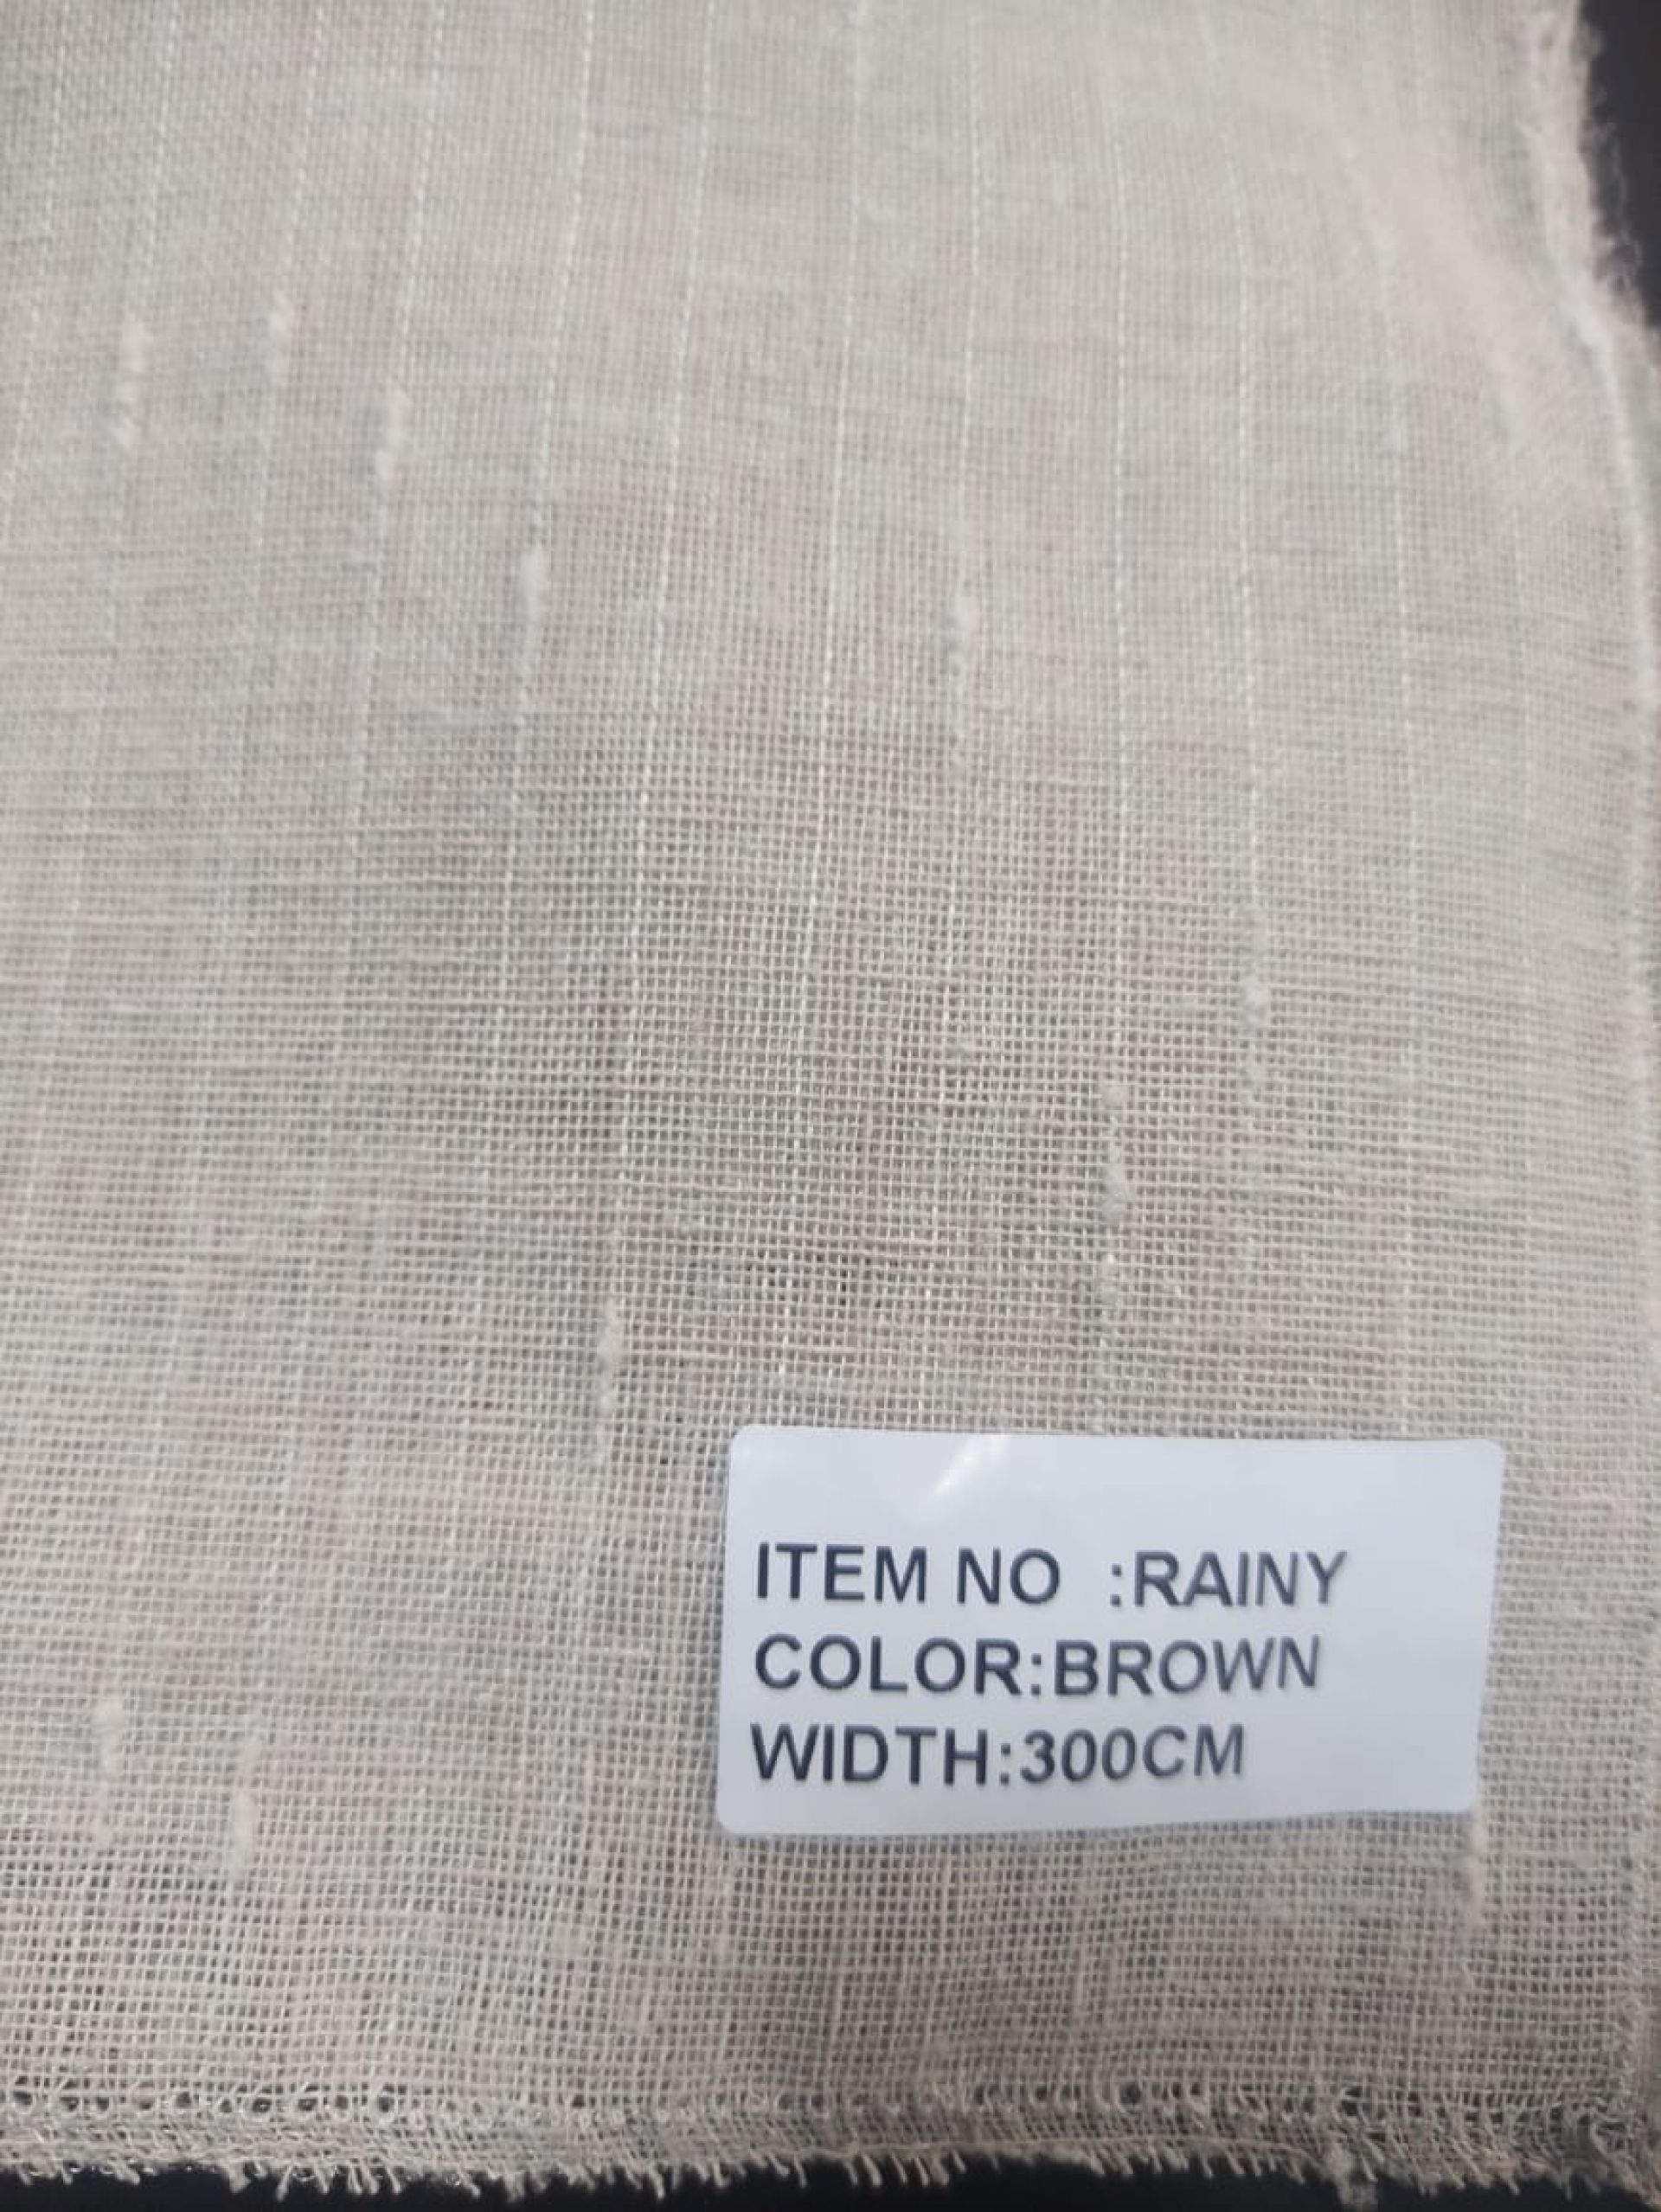 ITEM NO :RAINY
COLOR:BROWN
WIDTH:300CM